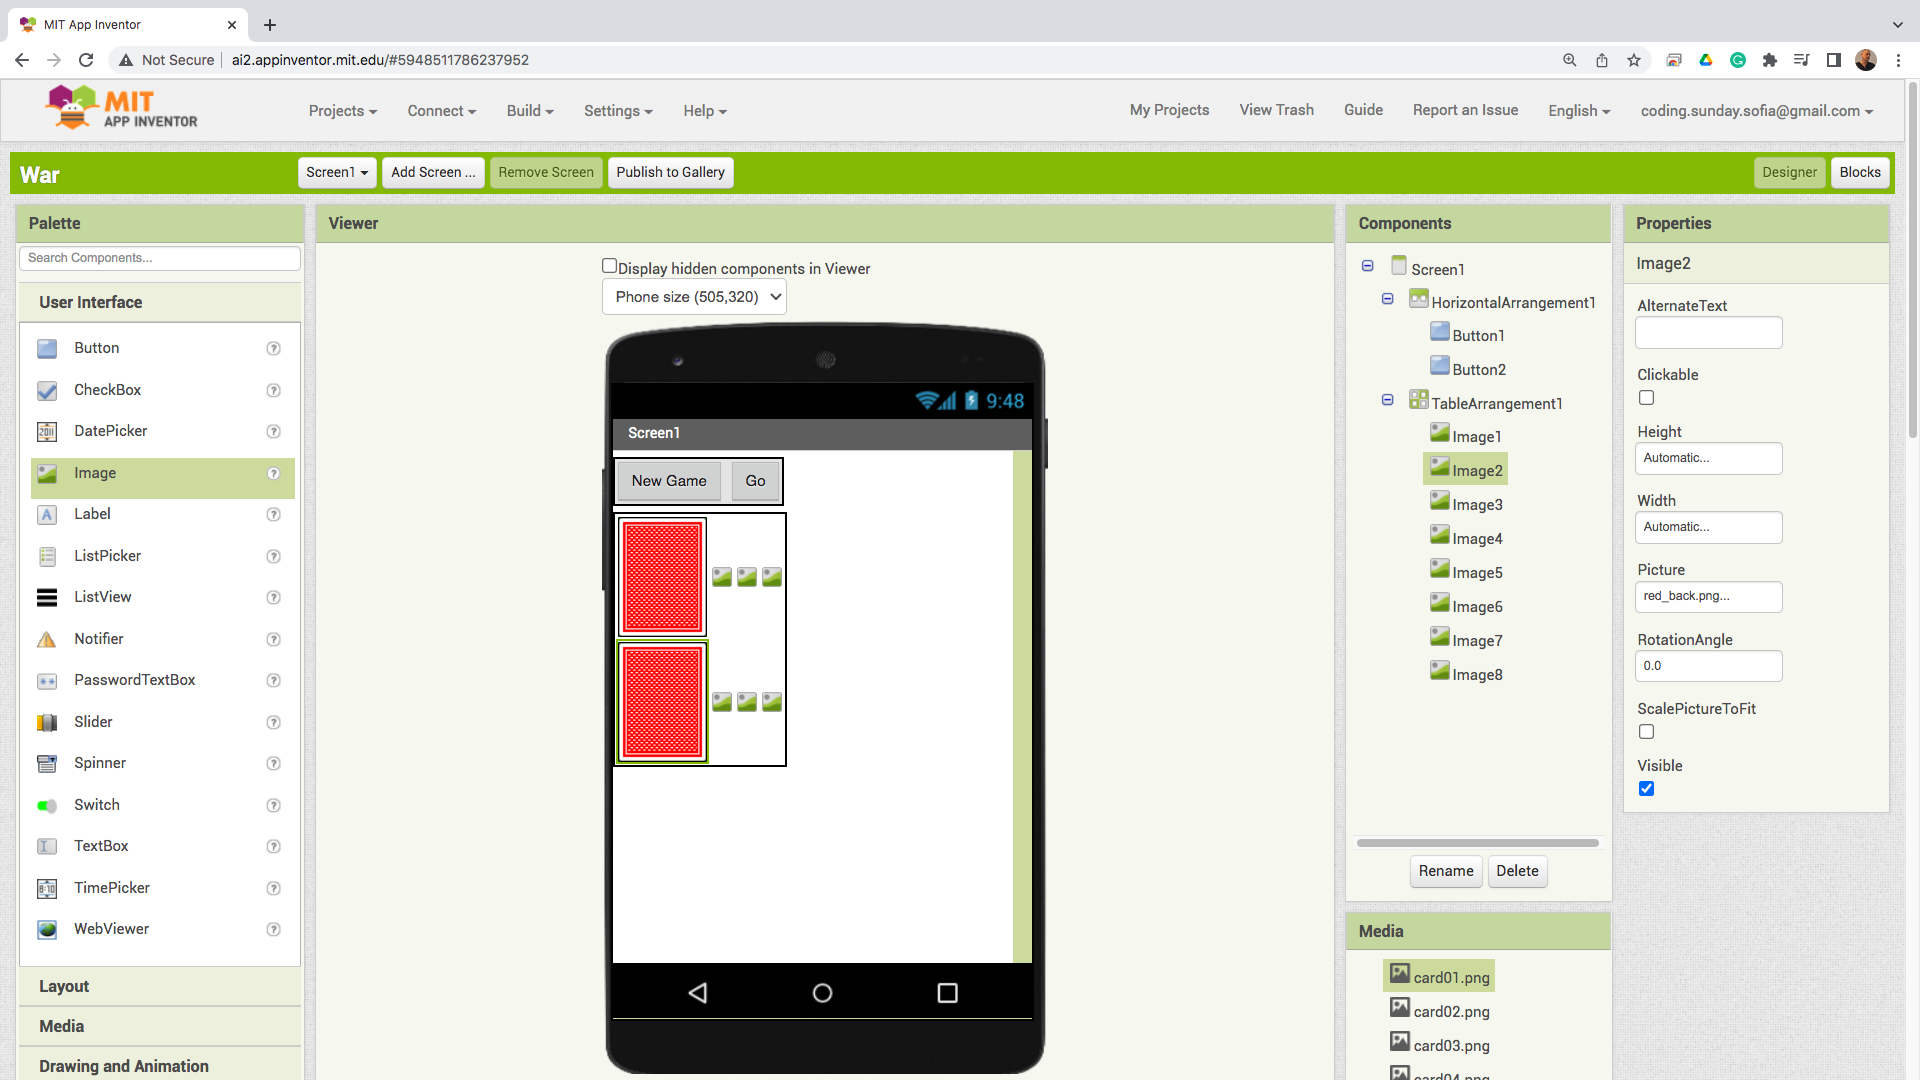 MIT App Inventor
Not Secure
ai2.appinventor.mit.edu/#5948511786237952
MIT
APP INVENTOR
Projects
Connect
Build
Settings
Help
My Projects
View Trash
Guide
Report an Issue
English
coding.sunday.sofia@gmail.com
War
Screen1
Add Screen ...
Remove Screen
Publish to Gallery
Designer
Blocks
Palette
Search Components...
User Interface
Button
CheckBox
DatePicker
Image
Label
ListPicker
ListView
Notifier
PasswordTextBox
Slider
Spinner
Switch
TextBox
TimePicker
WebViewer
Layout
Media
Drawing and Animation
Viewer
Display hidden components in Viewer
Phone size (505,320)
9:48
Screen1
New Game
Go
Components
Screen1
HorizontalArrangement1
Button1
Button2
TableArrangement1
Image1
Image2
Image3
Image4
Image5
Image6
Image7
Image8
Rename
Delete
Media
card01.png
card02.png
card03.png
card04.png
Properties
Image2
AlternateText
Clickable
Height
Automatic...
Width
Automatic...
Picture
red_back.png...
RotationAngle
0.0
ScalePictureToFit
Visible